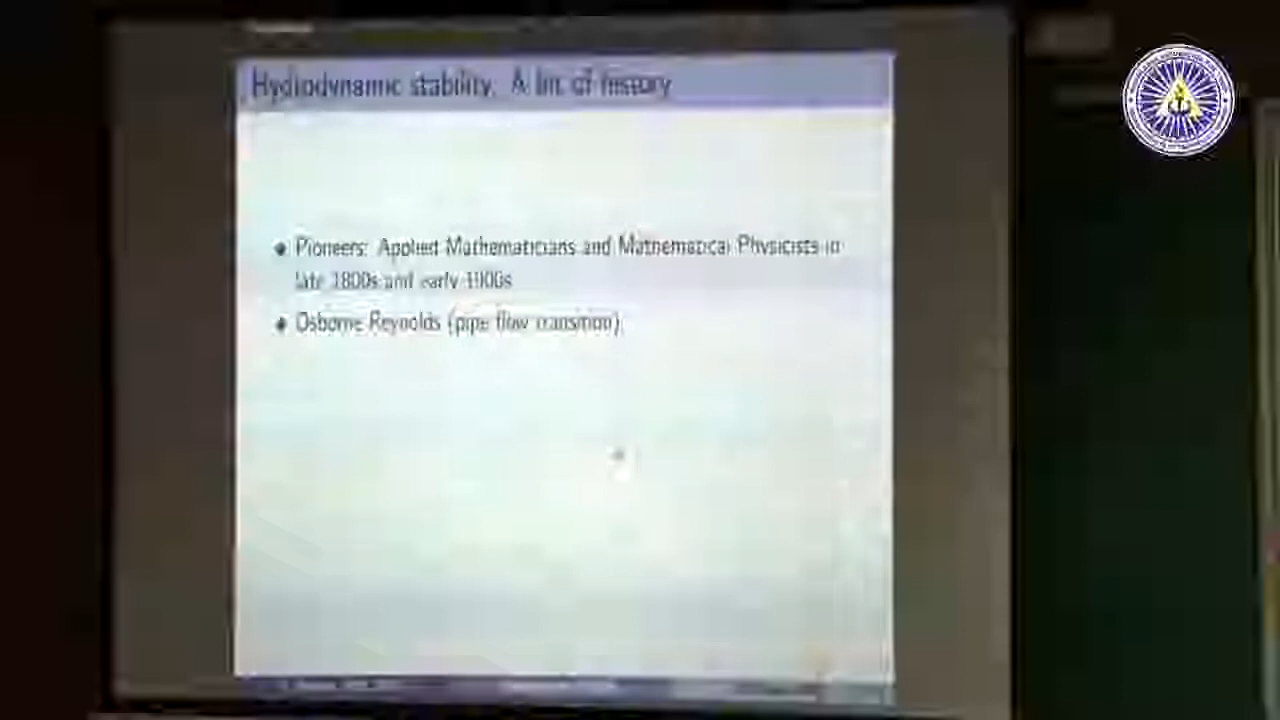 Hydrodynamic stability: A bit of history
Pioneers: Applied Mathematicians and Mathematical Physicists in
late 1800s and early 1900s
Osborne Reynolds (pipe flow transition)